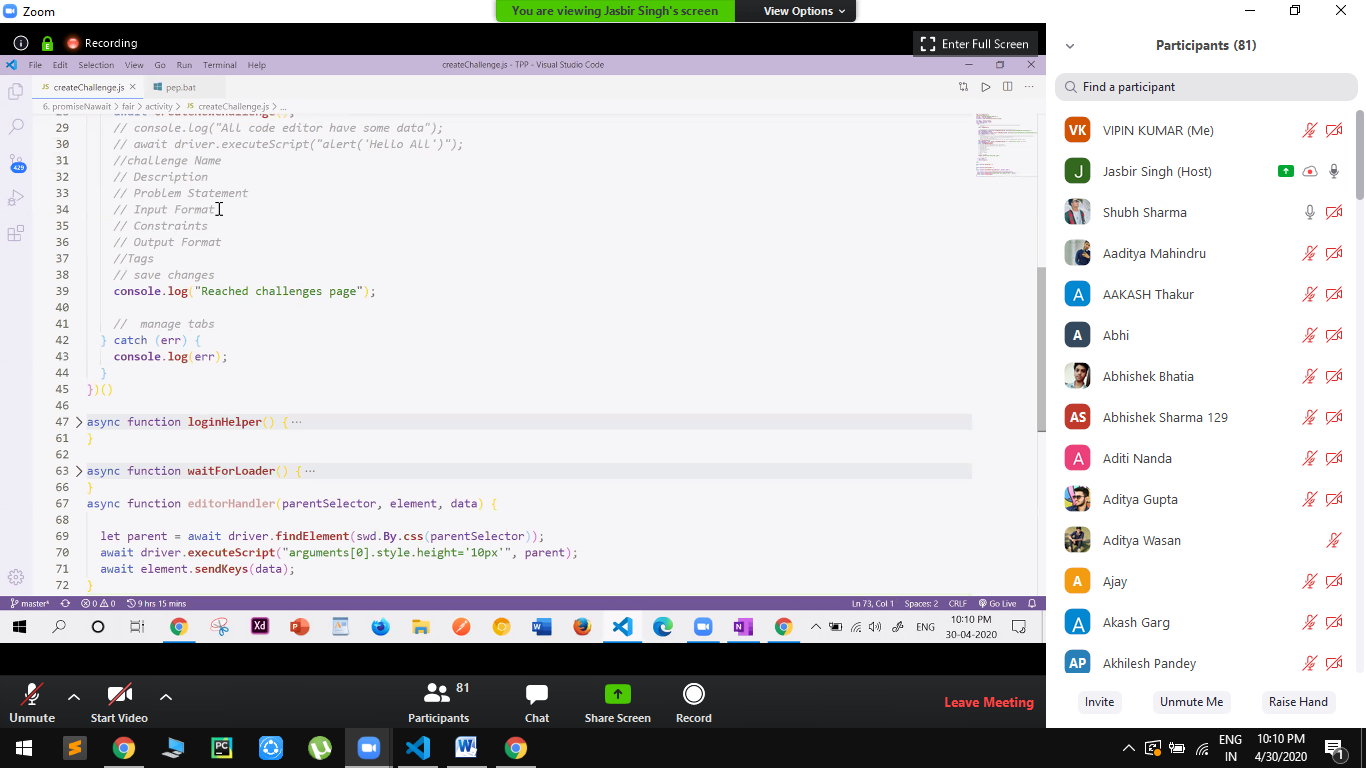 Zoom
You are viewing Jasbir Singh's screen
View Options
Recording
Enter Full Screen
File Edit Selection View Go Run Terminal Help
createChallenge.js - TPP - Visual Studio Code
JS createChallenge.js
pep.bat
6. promiseNawait > fair > activity > JS createChallenge.js > ...
29 // console.log("All code editor have some data");
30 // await driver.executeScript("alert('Hello All')");
31 //challenge Name
32 // Description
33 // Problem Statement
34 // Input Format
35 // Constraints
36 // Output Format
37 //Tags
38 // save changes
39 console.log("Reached challenges page");
40
41 //  manage tabs
42 } catch (err) {
43 console.log(err);
44 }
45 })()
46
47 async function loginHelper() { ...
61 }
62
63 async function waitForLoader() { ...
66 }
67 async function editorHandler(parentSelector, element, data) {
68
69 let parent = await driver.findElement(swd.By.css(parentSelector));
70 await driver.executeScript("arguments[0].style.height='10px'", parent);
71 await element.sendKeys(data);
72 }
429
master* 0 0 9 hrs 15 mins
Ln 73, Col 1 Spaces: 2 CRLF Go Live
Xd
ENG
10:10 PM
30-04-2020
Participants (81)
Find a participant
VK VIPIN KUMAR (Me)
J Jasbir Singh (Host)
Shubh Sharma
Aaditya Mahindru
A AAKASH Thakur
A Abhi
Abhishek Bhatia
AS Abhishek Sharma 129
A Aditi Nanda
Aditya Gupta
Aditya Wasan
A Ajay
A Akash Garg
AP Akhilesh Pandey
Invite
Unmute Me
Raise Hand
Unmute
Start Video
81
Participants
Chat
Share Screen
Record
Leave Meeting
PC
ENG
IN
10:10 PM
4/30/2020
1